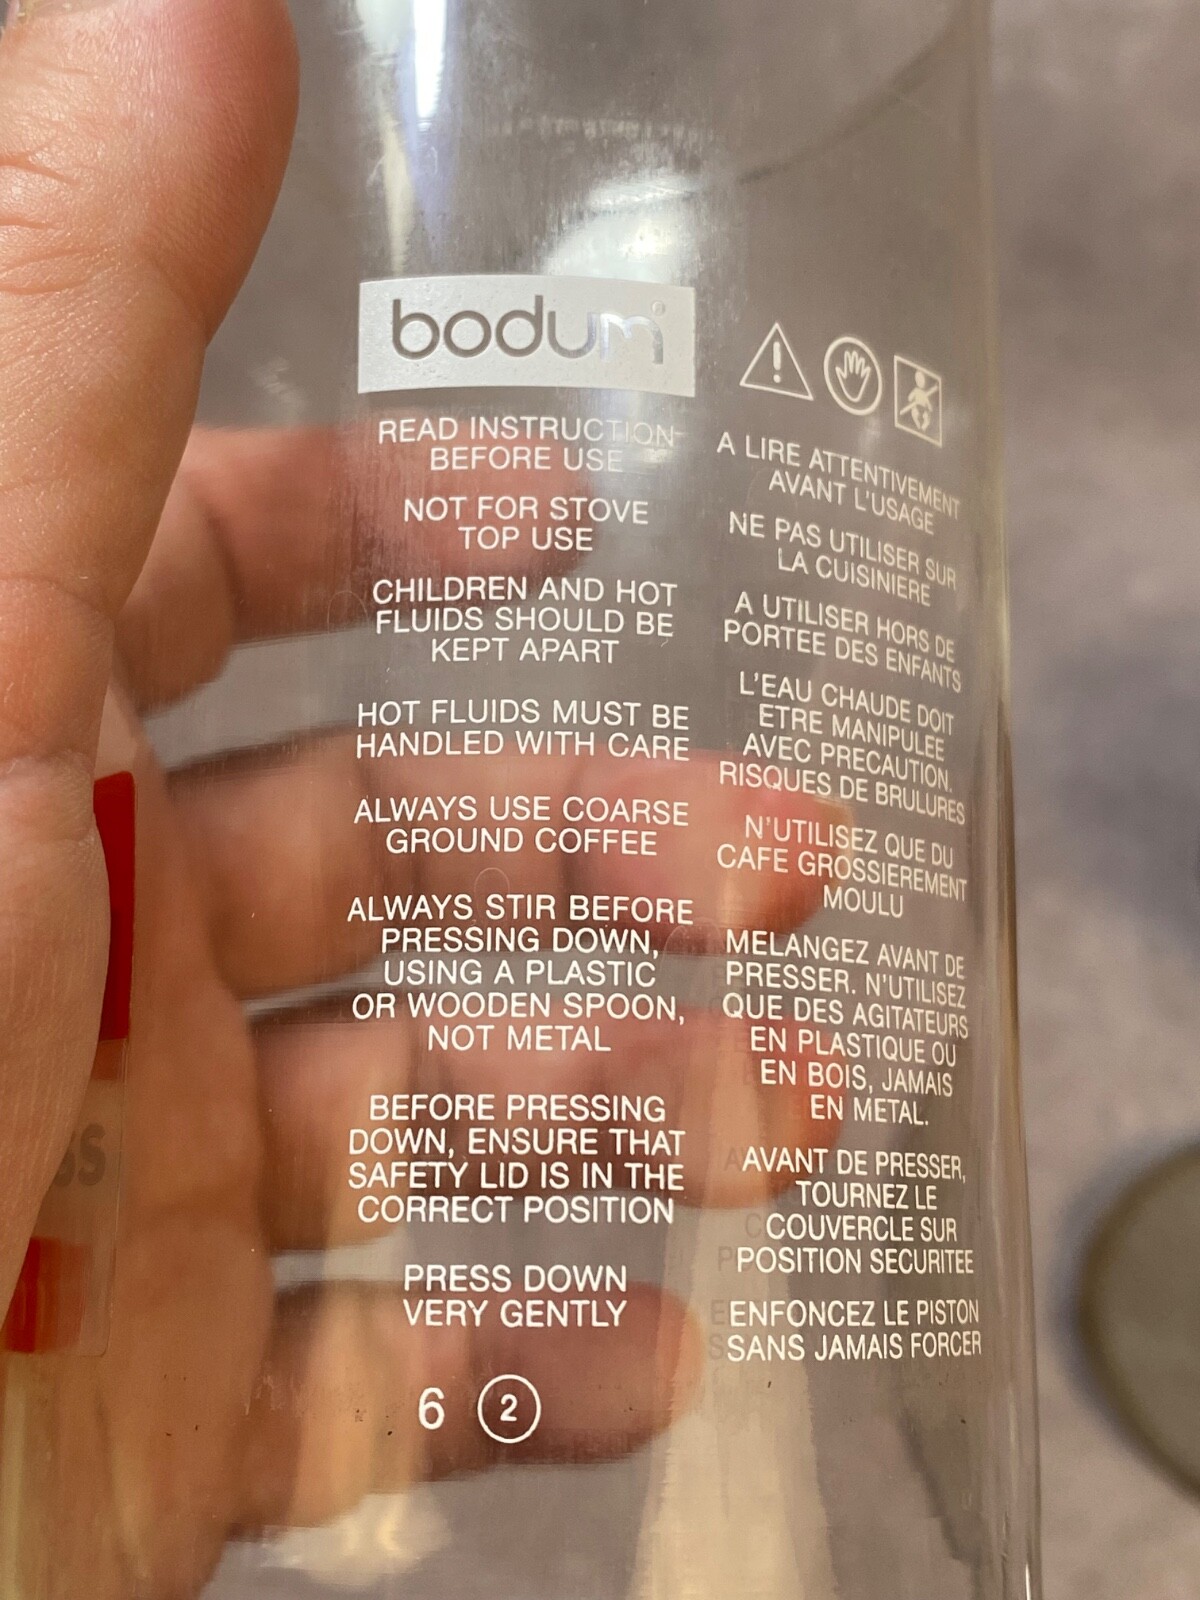 bodum
READ INSTRUCTION
BEFORE USE
NOT FOR STOVE
TOP USE
CHILDREN AND HOT
FLUIDS SHOULD BE
KEPT APART
HOT FLUIDS MUST BE
HANDLED WITH CARE
ALWAYS USE COARSE
GROUND COFFEE
ALWAYS STIR BEFORE
PRESSING DOWN,
USING A PLASTIC
OR WOODEN SPOON,
NOT METAL
BEFORE PRESSING
DOWN, ENSURE THAT
SAFETY LID IS IN THE
CORRECT POSITION
PRESS DOWN
VERY GENTLY
6 2
A LIRE ATTENTIVEMENT
AVANT L'USAGE
NE PAS UTILISER SUR
LA CUISINIERE
A UTILISER HORS DE
PORTEE DES ENFANTS
L'EAU CHAUDE DOIT
ETRE MANIPULEE
AVEC PRECAUTION.
RISQUES DE BRULURES
N'UTILISEZ QUE DU
CAFE GROSSIEREMENT
MOULU
MELANGEZ AVANT DE
PRESSER. N'UTILISEZ
QUE DES AGITATEURS
EN PLASTIQUE OU
EN BOIS, JAMAIS
EN METAL.
AVANT DE PRESSER,
TOURNEZ LE
COUVERCLE SUR
POSITION SECURITEE
ENFONCEZ LE PISTON
SANS JAMAIS FORCER